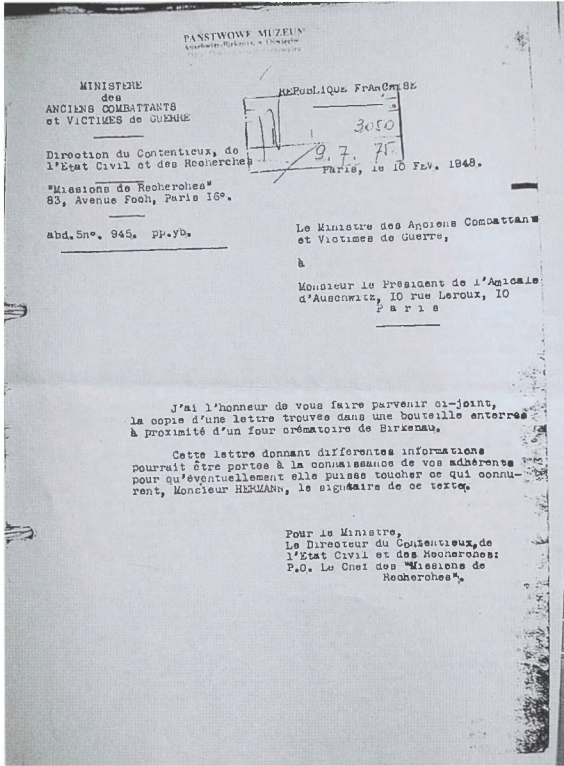 PAŃSTWOWE MUZEUM
MINISTERE
des
ANCIENS COMBATTANTS
et VICTIMES de GUERRE
REPUBLIQUE FRANCAISE
3050
9. 7. 75.
Direction du Contentieux, de
l'Etat Civil et des Recherches
Paris, le 10 FEV. 1948.
"Missions de Recherches"
83, Avenue Foch, Paris 16°.
abd.Sn°. 945. pp.yb.
Le Ministre des Anciens Combattants
et Victimes de Guerre,
à
Monsieur le Président de l'Amicale
d'Auschwitz, 10 rue Leroux, 10
P a r i s
J'ai l'honneur de vous faire parvenir ci-joint,
la copie d'une lettre trouvée dans une bouteille enterrée
à proximité d'un four crématoire de Birkenau.
Cette lettre donnant différentes informations
pourrait être portée à la connaissance de vos adhérents
pour qu'éventuellement elle puisse toucher ce qui connu-
rent, Monsieur HERMANN, le signataire de ce texte.
Pour le Ministre,
Le Directeur du Contentieux, de
l'Etat Civil et des Recherches:
P.O. Le Chef des "Missions de
Recherches".